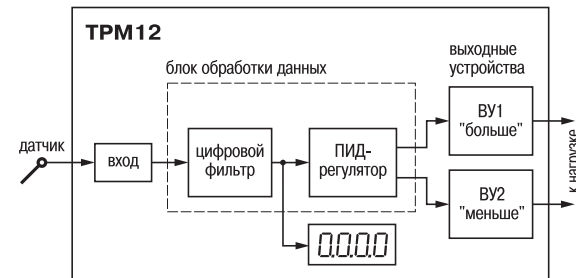 ТРМ12
блок обработки данных
выходные
устройства
датчик
вход
цифровой
фильтр
ПИД-
регулятор
ВУ1
"больше"
ВУ2
"меньше"
к нагрузке
0.0.0.0